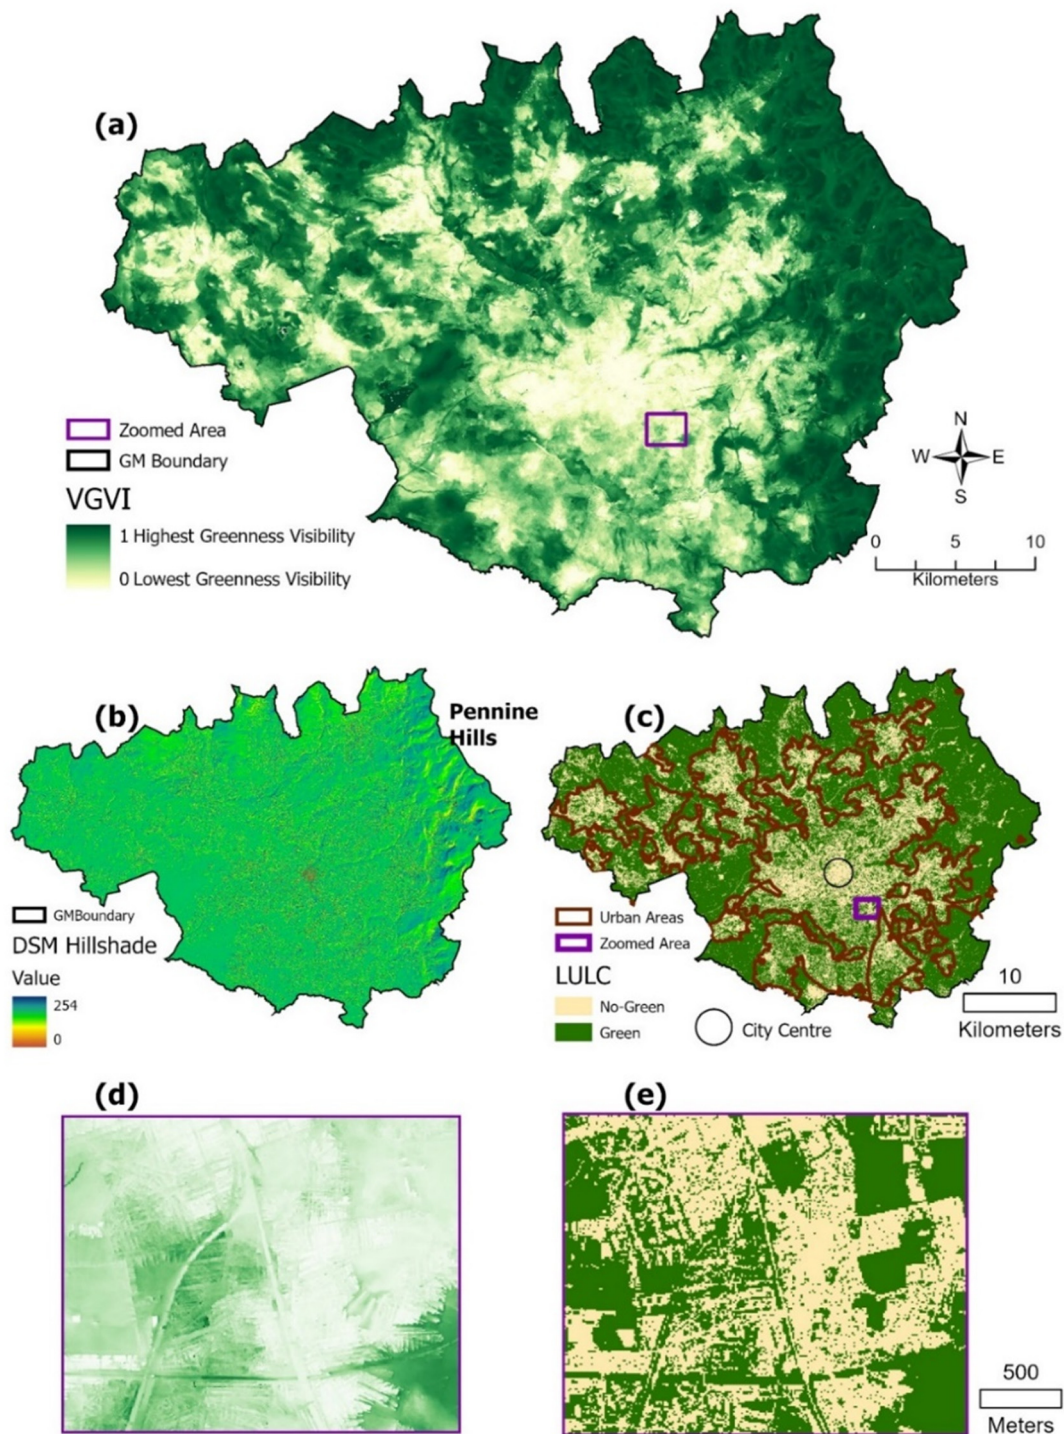 (a)
Zoomed Area
GM Boundary
VGVI
1 Highest Greenness Visibility
0 Lowest Greenness Visibility
N
W E
S
0 5 10
Kilometers
(b)
Pennine
Hills
GMBoundary
DSM Hillshade
Value
254
0
(c)
Urban Areas
Zoomed Area
LULC
No-Green
Green
City Centre
10
Kilometers
(d)
(e)
500
Meters